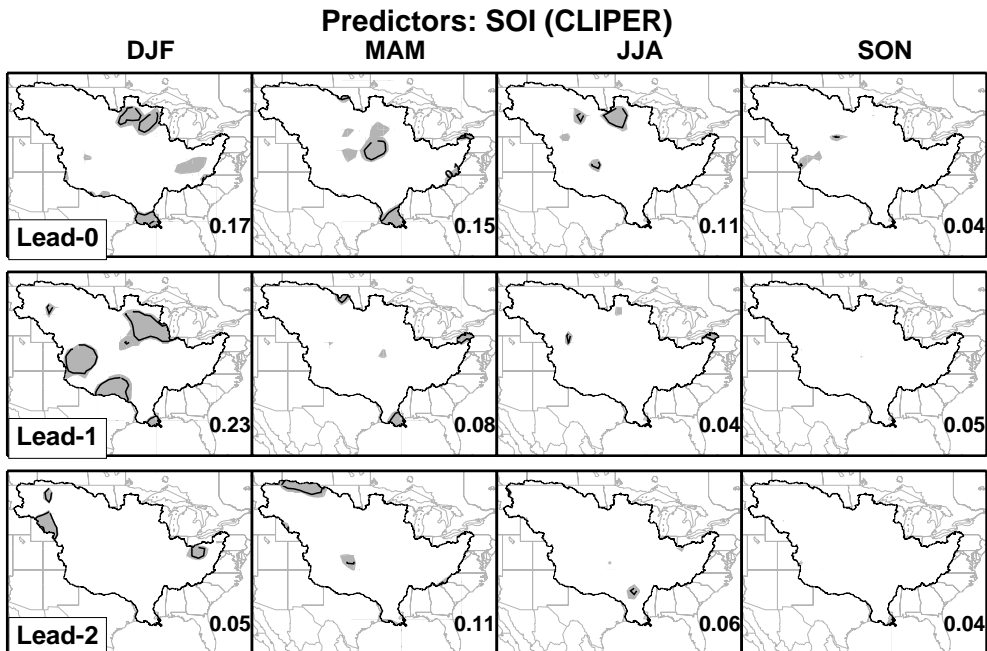 Predictors: SOI (CLIPER)
DJF MAM JJA SON
Lead-0 0.17 0.15 0.11 0.04
Lead-1 0.23 0.08 0.04 0.05
Lead-2 0.05 0.11 0.06 0.04